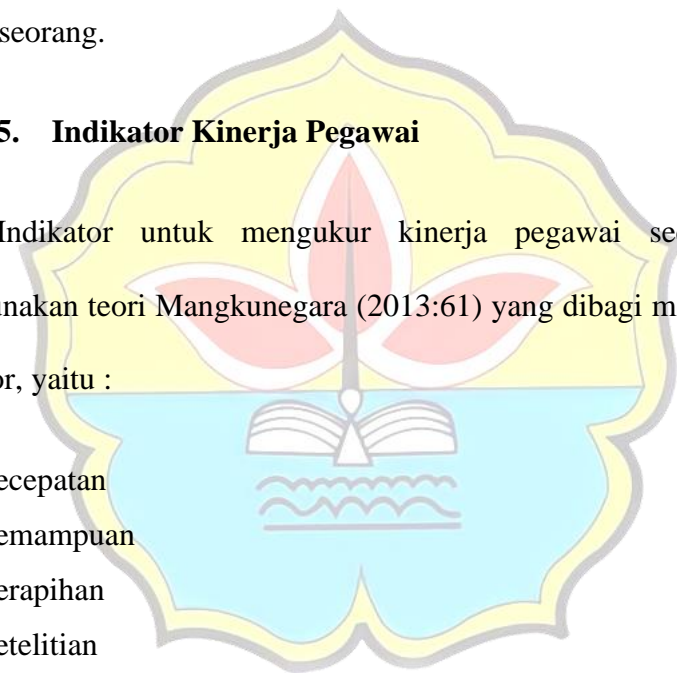 seorang.
5. Indikator Kinerja Pegawai
Indikator untuk mengukur kinerja pegawai se
unakan teori Mangkunegara (2013:61) yang dibagi m
or, yaitu :
ecepatan
emampuan
erapihan
etelitian